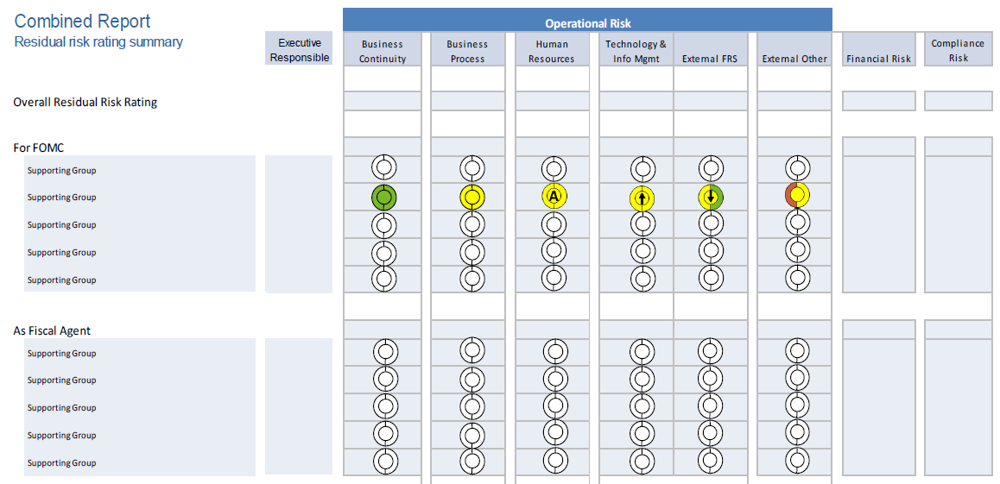 Combined Report
Residual risk rating summary
Operational Risk
Executive
Responsible
Business
Continuity
Business
Process
Human
Resources
Technology &
Info Mgmt
External FRS
External Other
Financial Risk
Compliance
Risk
Overall Residual Risk Rating
For FOMC
Supporting Group
Supporting Group
A
Supporting Group
Supporting Group
Supporting Group
As Fiscal Agent
Supporting Group
Supporting Group
Supporting Group
Supporting Group
Supporting Group